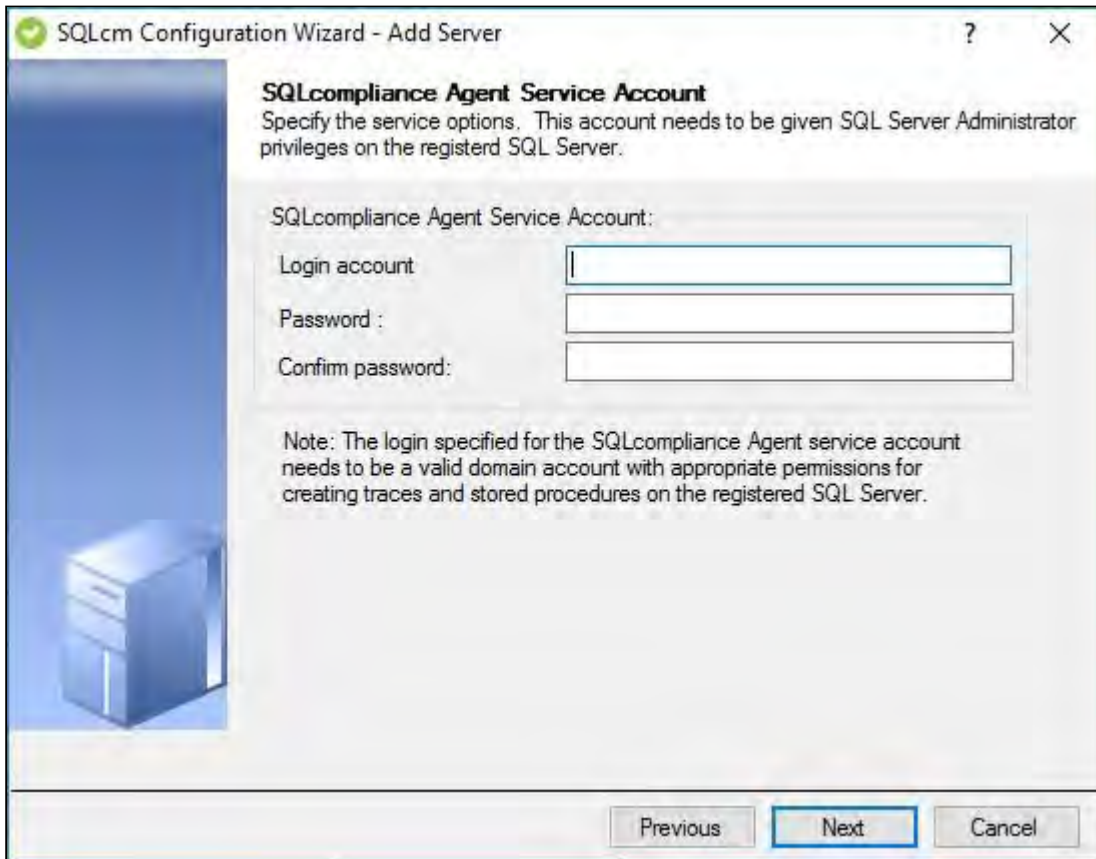 SQLcm Configuration Wizard - Add Server
?
SQLcompliance Agent Service Account
Specify the service options. This account needs to be given SQL Server Administrator
privileges on the registerd SQL Server.
SQLcompliance Agent Service Account:
Login account
Password :
Confirm password:
Note: The login specified for the SQLcompliance Agent service account
needs to be a valid domain account with appropriate permissions for
creating traces and stored procedures on the registered SQL Server.
Previous
Next
Cancel